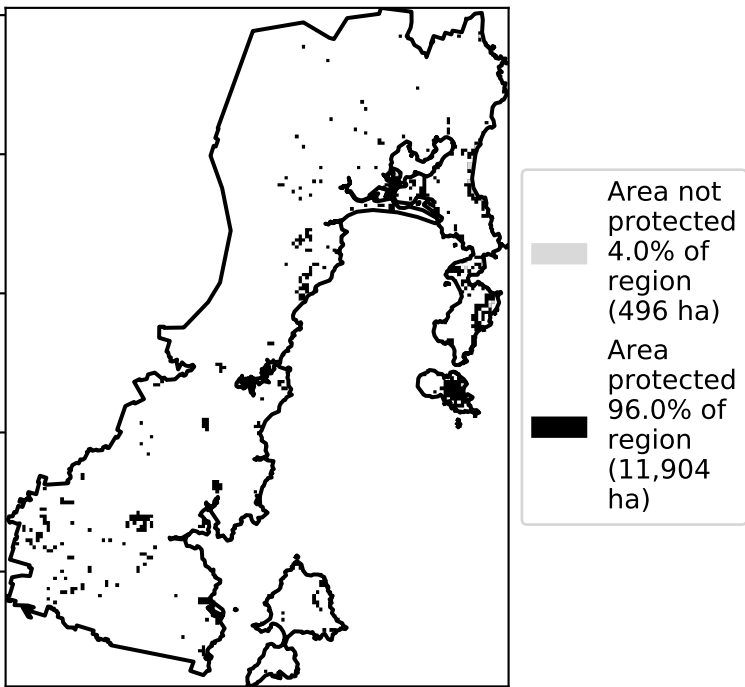 Area not
protected
4.0% of
region
(496 ha)
Area
protected
96.0% of
region
(11,904
ha)